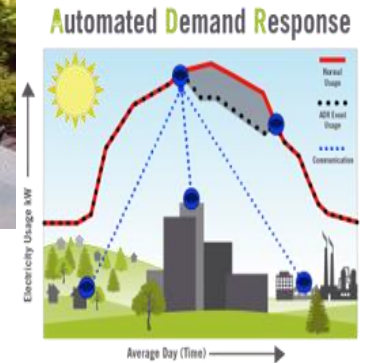 Automated Demand Response
Normal
Usage
ADR Event
Usage
Communication
Electricity Usage kW
Average Day (Time)